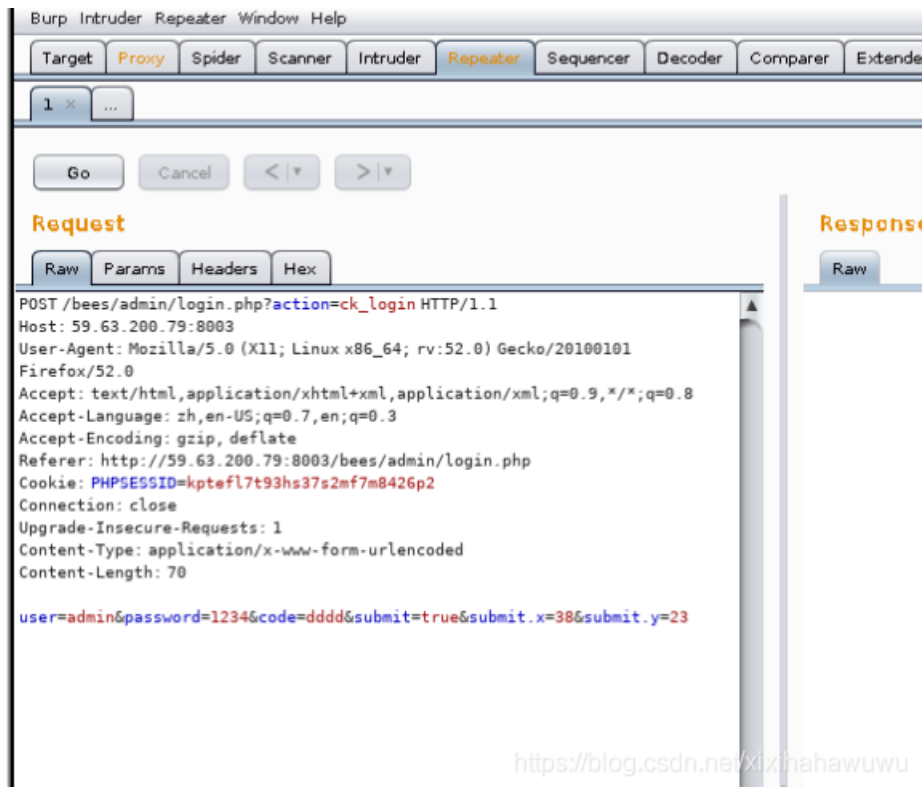 Burp Intruder Repeater Window Help
Target Proxy Spider Scanner Intruder Repeater Sequencer Decoder Comparer Extende
1 × ...
Go Cancel < > 
Request
Response
Raw Params Headers Hex
Raw
POST /bees/admin/login.php?action=ck_login HTTP/1.1
Host: 59.63.200.79:8003
User-Agent: Mozilla/5.0 (X11; Linux x86_64; rv:52.0) Gecko/20100101
Firefox/52.0
Accept: text/html,application/xhtml+xml,application/xml;q=0.9,*/*;q=0.8
Accept-Language: zh,en-US;q=0.7,en;q=0.3
Accept-Encoding: gzip, deflate
Referer: http://59.63.200.79:8003/bees/admin/login.php
Cookie: PHPSESSID=kptefl7t93hs37s2mf7m8426p2
Connection: close
Upgrade-Insecure-Requests: 1
Content-Type: application/x-www-form-urlencoded
Content-Length: 70
user=admin&password=1234&code=dddd&submit=true&submit.x=38&submit.y=23
https://blog.csdn.net/xixihahawuwu